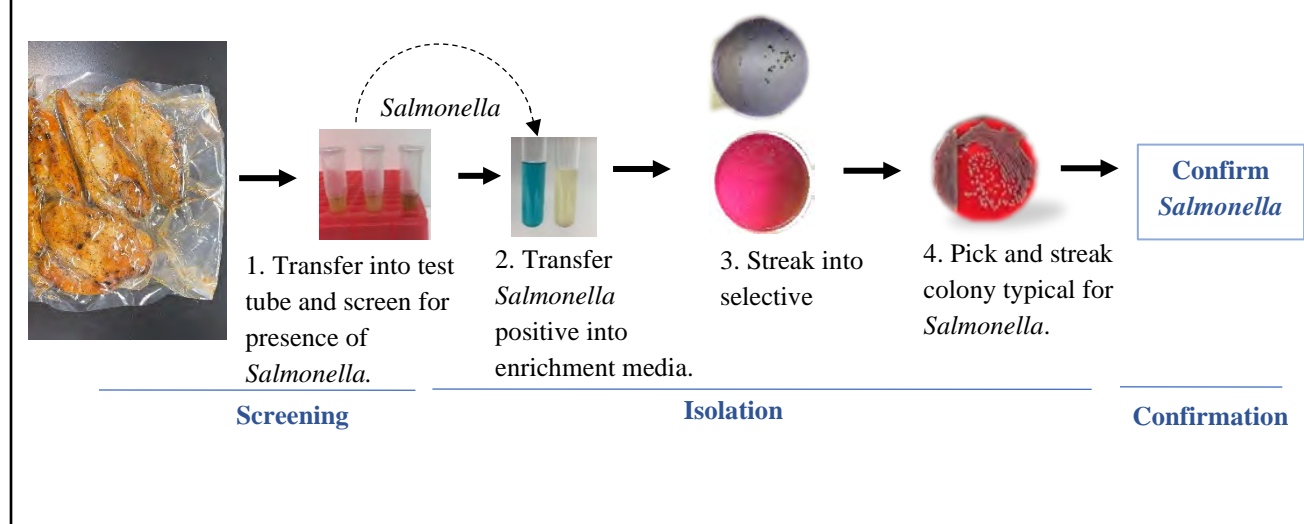 Salmonella
1. Transfer into test
tube and screen for
presence of
Salmonella.
2. Transfer
Salmonella
positive into
enrichment media.
3. Streak into
selective
4. Pick and streak
colony typical for
Salmonella.
Confirm
Salmonella
Screening
Isolation
Confirmation